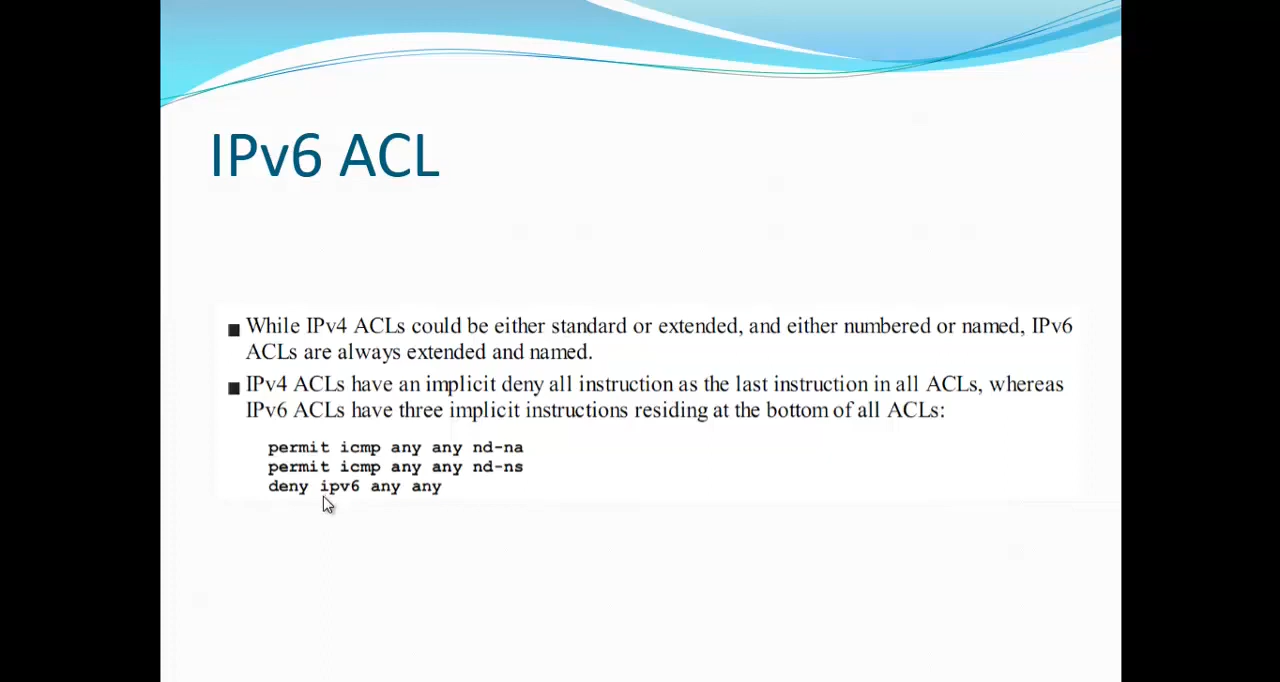 IPv6 ACL
While IPv4 ACLs could be either standard or extended, and either numbered or named, IPv6
ACLs are always extended and named.
IPv4 ACLs have an implicit deny all instruction as the last instruction in all ACLs, whereas
IPv6 ACLs have three implicit instructions residing at the bottom of all ACLs:
permit icmp any any nd-na
permit icmp any any nd-ns
deny ipv6 any any